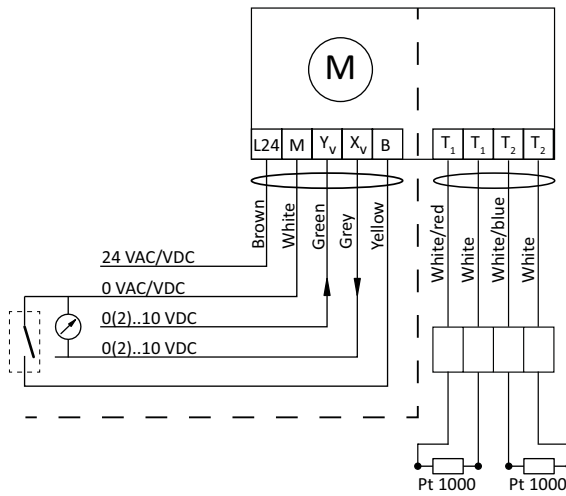 M
L24 M Yv Xv B T1 T1 T2 T2
Brown
White
Green
Grey
Yellow
White/red
White
White/blue
White
24 VAC/VDC
0 VAC/VDC
0(2)..10 VDC
0(2)..10 VDC
Pt 1000 Pt 1000